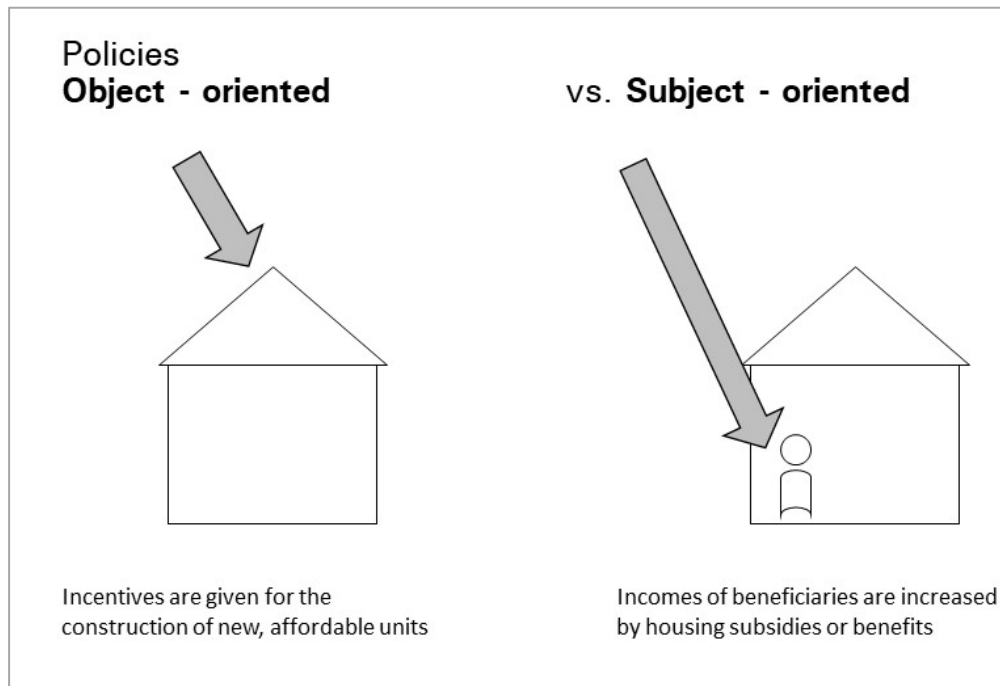 Policies
Object - oriented
vs. Subject - oriented
Incentives are given for the
construction of new, affordable units
Incomes of beneficiaries are increased
by housing subsidies or benefits